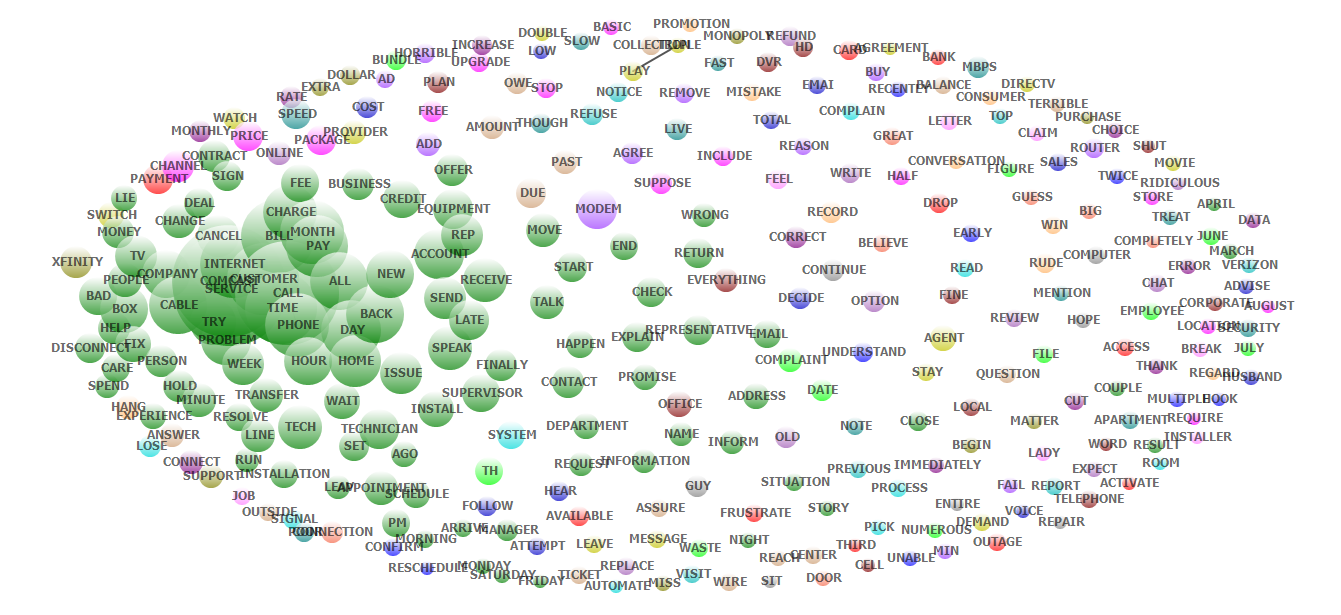 PROMOTION
BASIC
DOUBLE
MONOPOLY
REFUND
SLOW
COLLECTION
TRIPLE
INCREASE
LOW
HD
CARD
AGREEMENT
HORRIBLE
BUNDLE
UPGRADE
FAST
DVR
BANK
MBPS
PLAY
DOLLAR
AD
PLAN
OWE
STOP
NOTICE
REMOVE
MISTAKE
EMAI
BUY
RECENTLY
BALANCE
CONSUMER
DIRECTV
EXTRA
RATE
COST
FREE
TERRIBLE
WATCH
SPEED
AMOUNT
THOUGH
REFUSE
LIVE
TOTAL
COMPLAIN
LETTER
TOP
PURCHASE
MONTHLY
PRICE
PACKAGE
PROVIDER
ADD
GREAT
CLAIM
CHOICE
CONTRACT
ONLINE
AGREE
INCLUDE
REASON
ROUTER
SHUT
CHANNEL
PAST
CONVERSATION
FIGURE
SALES
MOVIE
PAYMENT
SIGN
FEE
BUSINESS
OFFER
SUPPOSE
FEEL
WRITE
HALF
TWICE
RIDICULOUS
LIE
DEAL
CREDIT
DUE
DROP
GUESS
STORE
APRIL
SWITCH
CHANGE
CHARGE
EQUIPMENT
MODEM
WRONG
RECORD
BIG
TREAT
DATA
MONEY
CANCEL
BILL
MONTH
REP
MOVE
CORRECT
EARLY
WIN
JUNE
PAY
END
BELIEVE
COMPLETELY
MARCH
XFINITY
TV
INTERNET
ACCOUNT
RETURN
RUDE
COMPUTER
COMPANY
START
CONTINUE
READ
ERROR
VERIZON
PEOPLE
COMCAST
CUSTOMER
ALL
NEW
RECEIVE
EVERYTHING
CHAT
ADVISE
BAD
SERVICE
CALL
SEND
CHECK
DECIDE
OPTION
FINE
MENTION
BOX
CABLE
TIME
TALK
CORPORATE
AUGUST
HELP
TRY
PHONE
DAY
BACK
LATE
REVIEW
HOPE
EMPLOYEE
LOCATION
SECURITY
FIX
PROBLEM
EXPLAIN
REPRESENTATIVE
EMAIL
AGENT
DISCONNECT
SPEAK
HAPPEN
UNDERSTAND
FILE
ACCESS
BREAK
JULY
PERSON
WEEK
HOUR
HOME
FINALLY
COMPLAINT
CARE
ISSUE
PROMISE
STAY
QUESTION
THANK
REGARD
HUSBAND
SPEND
HOLD
CONTACT
DATE
COUPLE
MINUTE
TRANSFER
WAIT
SUPERVISOR
ADDRESS
MULTIPLE
HOOK
HANG
INSTALL
OFFICE
LOCAL
CUT
EXPERIENCE
RESOLVE
TECH
TECHNICIAN
DEPARTMENT
NAME
NOTE
CLOSE
MATTER
APARTMENT
REQUIRE
ANSWER
LINE
SYSTEM
INFORM
OLD
INSTALLER
LOSE
SET
AGO
BEGIN
LADY
WORD
RESULT
CONNECT
RUN
TH
REQUEST
INFORMATION
PREVIOUS
IMMEDIATELY
EXPECT
ROOM
SUPPORT
INSTALLATION
LEAD
APPOINTMENT
SCHEDULE
HEAR
GUY
SITUATION
PROCESS
FAIL
REPORT
ACTIVATE
JOB
FOLLOW
ASSURE
STORY
ENTIRE
TELEPHONE
OUTSIDE
SIGNAL
PM
AVAILABLE
FRUSTRATE
VOICE
CONNECTION
ARRIVE
MANAGER
PICK
NUMEROUS
DEMAND
REPAIR
MORNING
CONFIRM
ATTEMPT
LEAVE
MESSAGE
WASTE
NIGHT
THIRD
MIN
OUTAGE
RESCHEDULE
MONDAY
REPLACE
REACH
CENTER
CELL
UNABLE
SATURDAY
FRIDAY
TICKET
AUTOMATE
MISS
VISIT
WIRE
SIT
DOOR